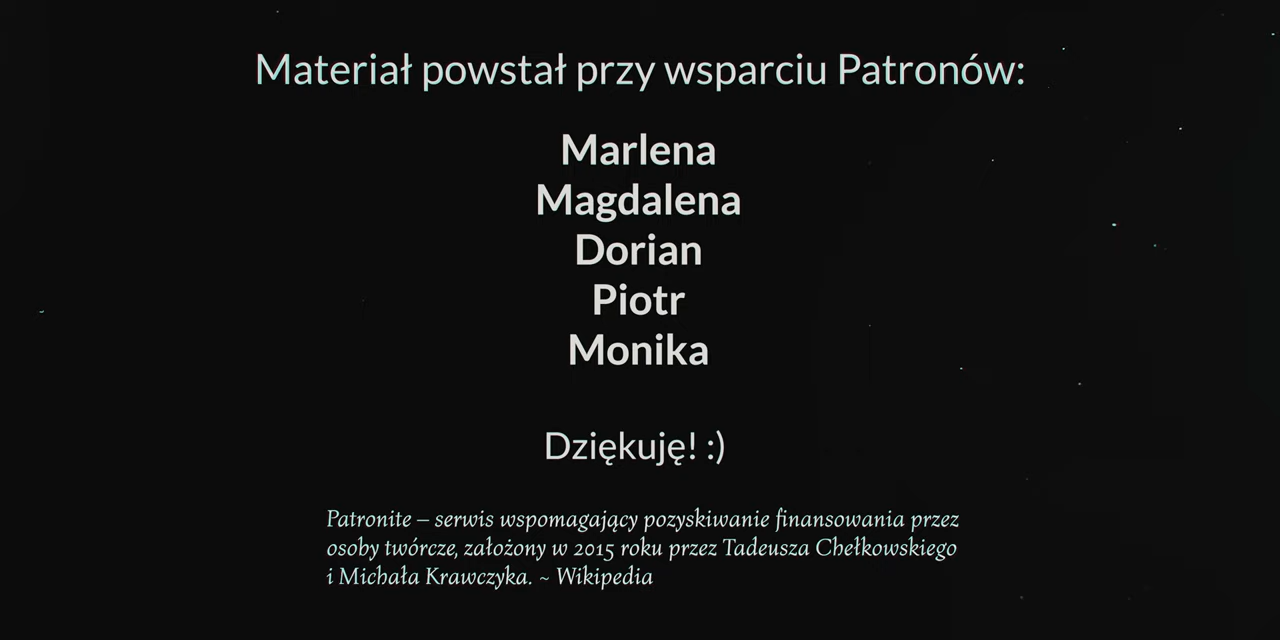 Materiał powstał przy wsparciu Patronów:
Marlena
Magdalena
Dorian
Piotr
Monika
Dziękuję! :)
Patronite – serwis wspomagający pozyskiwanie finansowania przez
osoby twórcze, założony w 2015 roku przez Tadeusza Chełkowskiego
i Michała Krawczyka. ~ Wikipedia